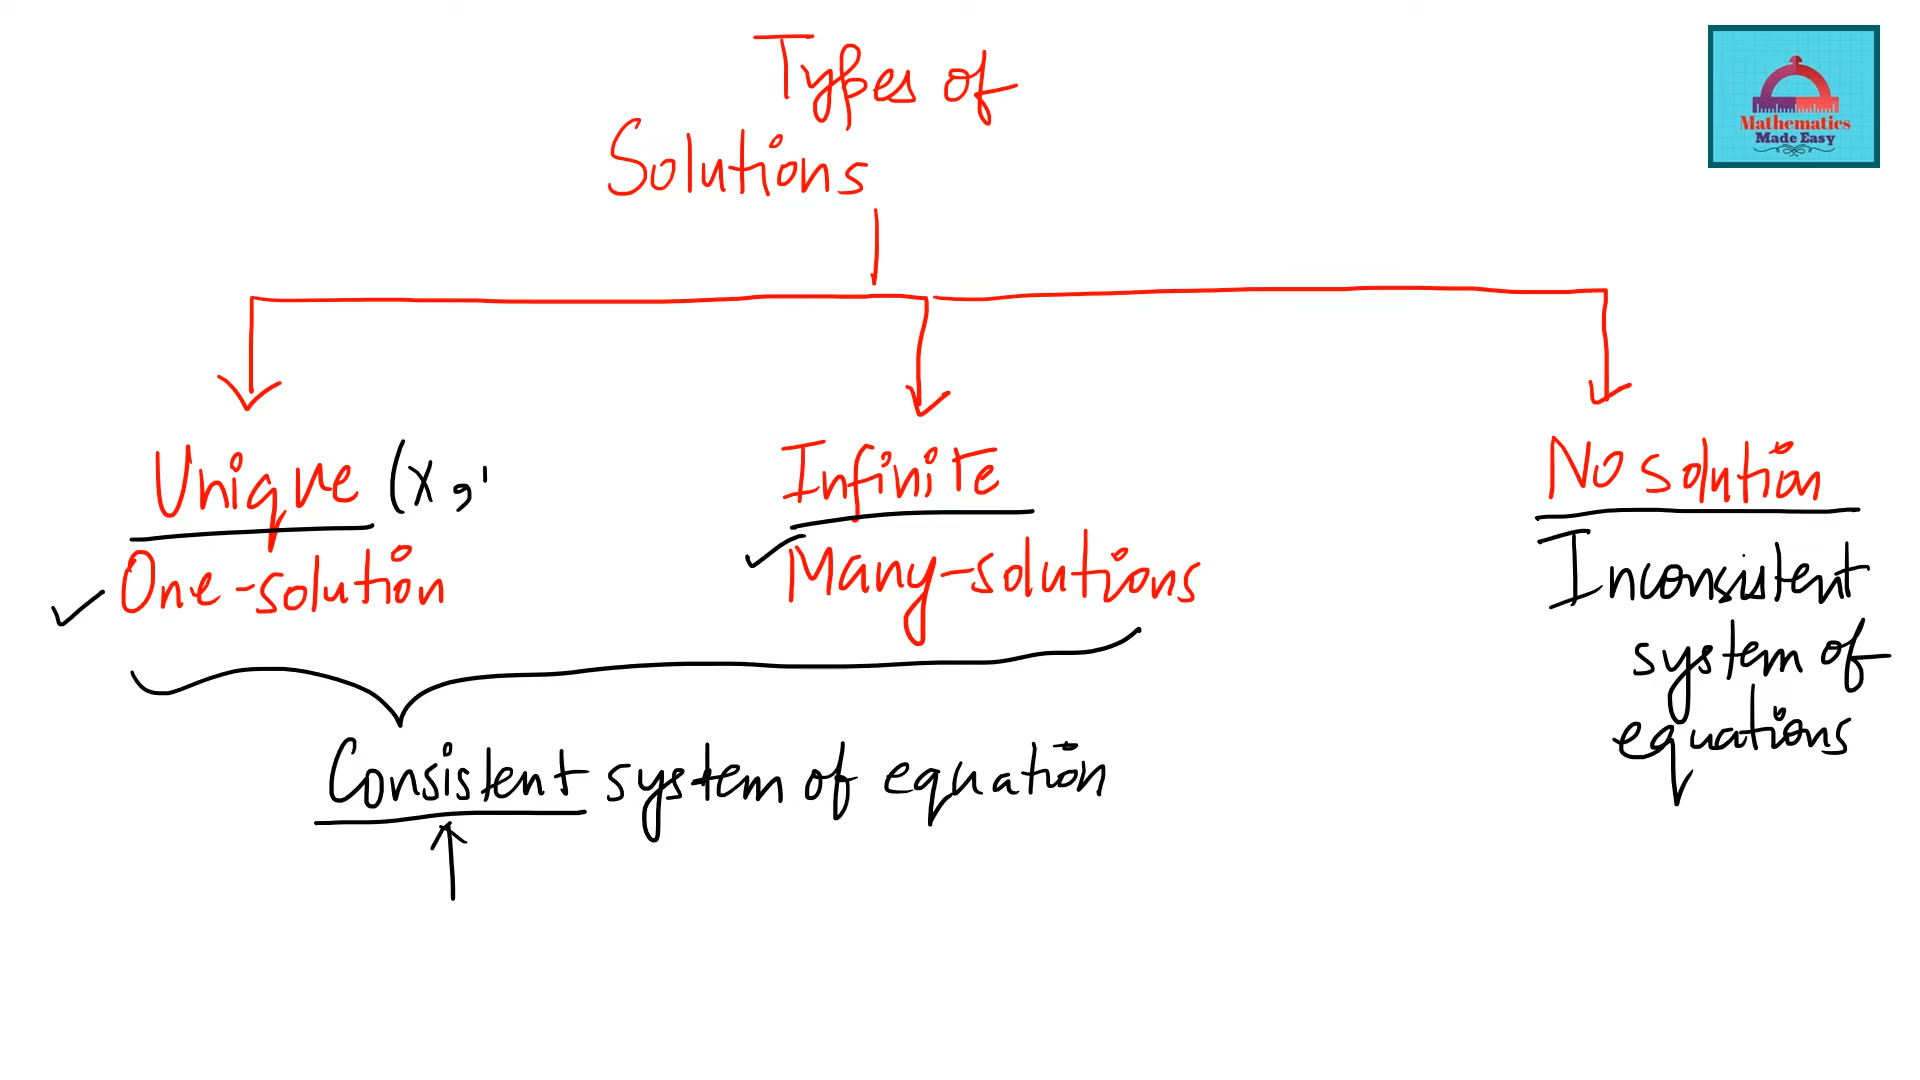 Types of
Solutions
Mathematics
Made Easy
Unique (x,
Infinite
No solution
One-solution
Many-solutions
Inconsistent
system of
equations
Consistent system of equation